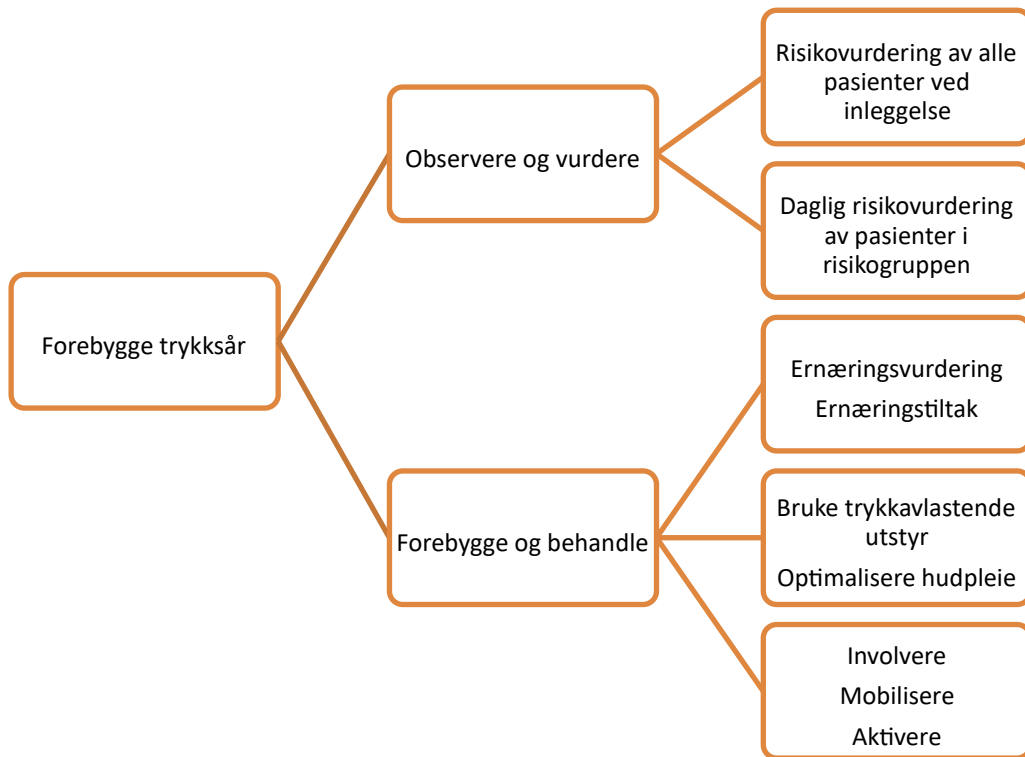 Forebygge trykksår
Observere og vurdere
Risikovurdering av alle
pasienter ved
inleggelse
Daglig risikovurdering
av pasienter i
risikogruppen
Forebygge og behandle
Ernæringsvurdering
Ernæringstiltak
Bruke trykkavlastende
utstyr
Optimalisere hudpleie
Involvere
Mobilisere
Aktivere